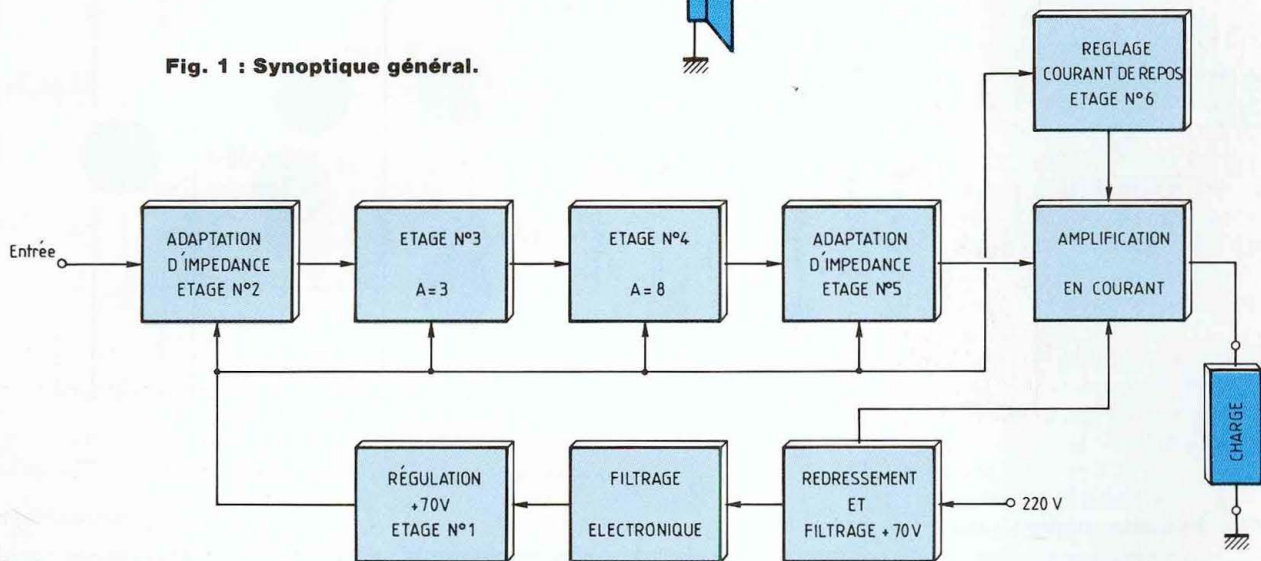 Fig. 1 : Synoptique général.
REGLAGE
COURANT DE REPOS
ETAGE N°6
Entrée
ADAPTATION
D'IMPEDANCE
ETAGE N°2
ETAGE N°3
A=3
ETAGE N°4
A=8
ADAPTATION
D'IMPEDANCE
ETAGE N°5
AMPLIFICATION
EN COURANT
CHARGE
RÉGULATION
+70V
ETAGE N°1
FILTRAGE
ELECTRONIQUE
REDRESSEMENT
ET
FILTRAGE +70V
220 V